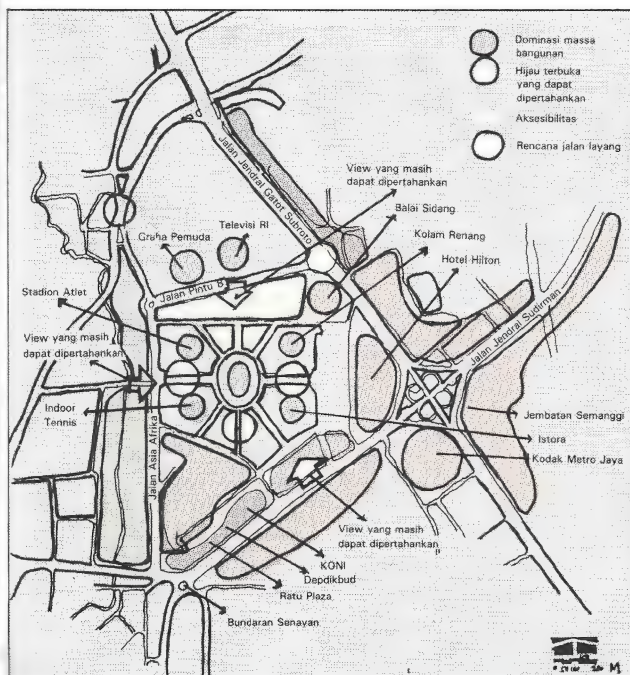 Dominasi massa
bangunan
Hijau terbuka
yang dapat
dipertahankan
Aksesibilitas
Rencana jalan layang
View yang masih
dapat dipertahankan
Balai Sidang
Kolam Renang
Hotel Hilton
Jalan Jendral Gator Subroto
Televisi RI
Graha Pemuda
Jalan Pintu 8
Stadion Atlet
View yang masih
dapat dipertahankan
Jalan Jendral Sudirman
Indoor
Tennis
Jalan Asia Afrika
Jembatan Semanggi
Istora
Kodak Metro Jaya
View yang masih
dapat dipertahankan
KONI
Depdikbud
Ratu Plaza
Bundaran Senayan
M